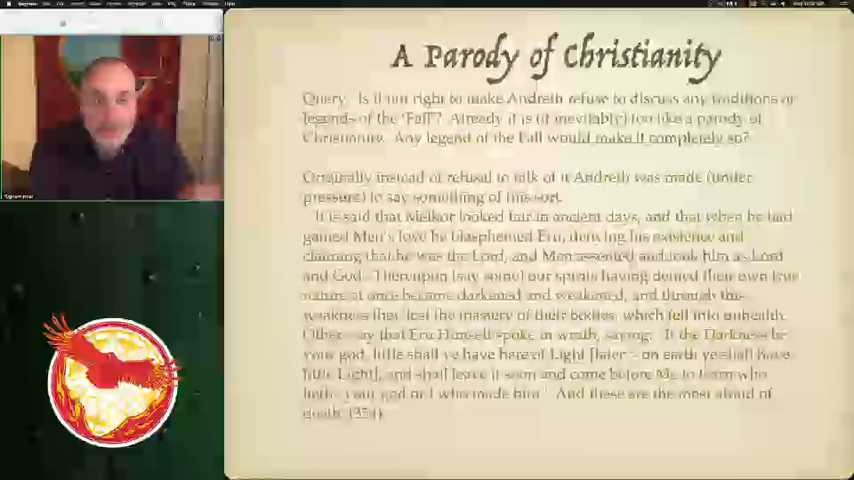 A Parody of Christianity
Query. Is it not right to make Andreth refuse to discuss any traditions or
legends of the 'Fall'? Already it is (if inevitably) too like a parody of
Christianity. Any legend of the Fall would make it completely so?
Originally instead of refusal to talk of it Andreth was made (under
pressure) to say something of this sort.
It is said that Melkor looked fair in ancient days, and that when he had
gained Men's love he blasphemed Eru, denying his existence and
claiming that he was the Lord, and Men assented and took him as Lord
and God. Thereupon (say some) our spirits having denied their own true
nature at once became darkened and weakened, and through this
weakness they lost the mastery of their bodies, which fell into unhealth.
Others say that Eru Himself spoke in wrath, saying: 'If the Darkness be
your god, little shall ye have here of Light [later - on earth ye shall have
little Light], and shall leave it soon and come before Me to learn who
lieth: your god or I who made him.' And these are the most afraid of
death. (354)